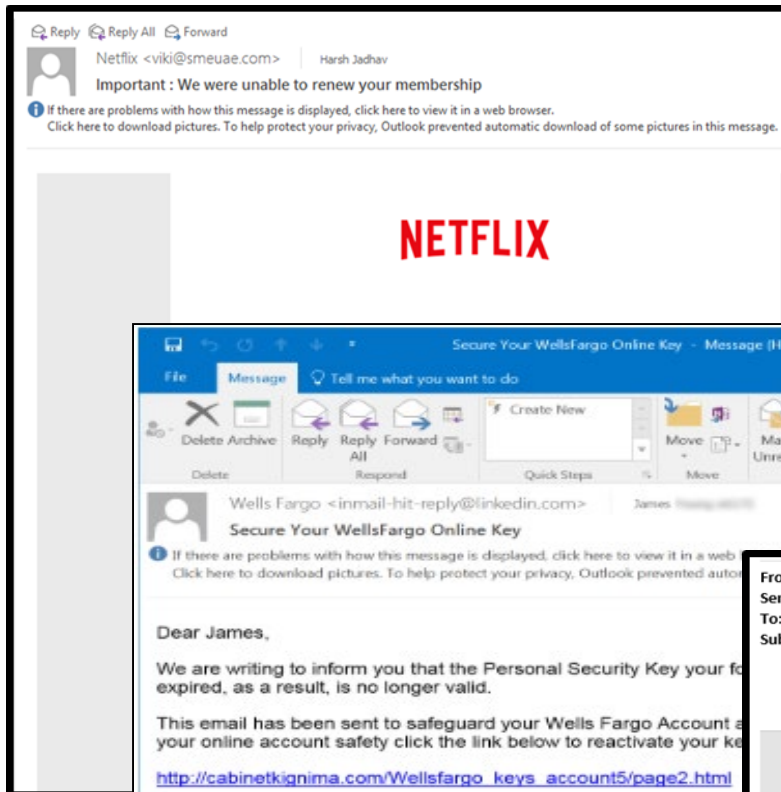 Reply Reply All Forward
Netflix <viki@smeuae.com> Harsh Jadhav
Important : We were unable to renew your membership
If there are problems with how this message is displayed, click here to view it in a web browser.
Click here to download pictures. To help protect your privacy, Outlook prevented automatic download of some pictures in this message.
NETFLIX
Secure Your WellsFargo Online Key - Message (H
File Message Tell me what you want to do
Delete Archive Reply Reply All Forward Create New Move Ma
Unre
Delete Respond Quick Steps Move
Wells Fargo <inmail-hit-reply@linkedin.com> James
Secure Your WellsFargo Online Key
If there are problems with how this message is displayed, click here to view it in a web
Click here to download pictures. To help protect your privacy, Outlook prevented autor
Dear James,
We are writing to inform you that the Personal Security Key your fo
expired, as a result, is no longer valid.
This email has been sent to safeguard your Wells Fargo Account a
your online account safety click the link below to reactivate your ke
http://cabinetkignima.com/Wellsfargo_keys_account5/page2.html
Fro
Ser
To:
Sub